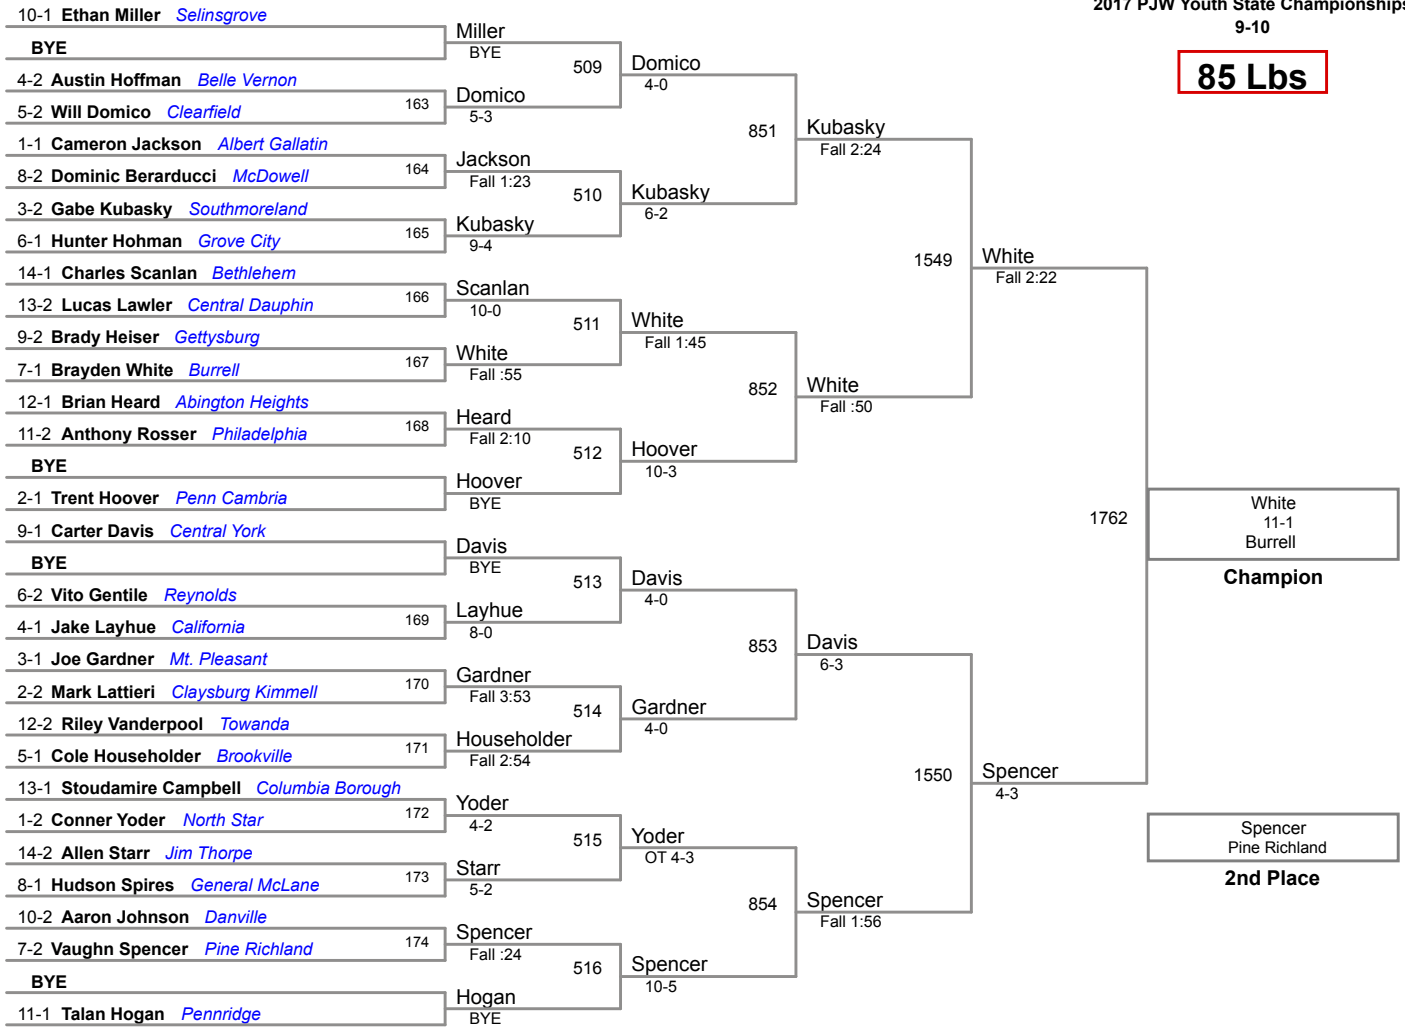 2017 PJW Youth State Championships
9-10
85 Lbs
10-1 Ethan Miller Selinsgrove
BYE
4-2 Austin Hoffman Belle Vernon
5-2 Will Domico Clearfield
1-1 Cameron Jackson Albert Gallatin
8-2 Dominic Berarducci McDowell
3-2 Gabe Kubasky Southmoreland
6-1 Hunter Hohman Grove City
14-1 Charles Scanlan Bethlehem
13-2 Lucas Lawler Central Dauphin
9-2 Brady Heiser Gettysburg
7-1 Brayden White Burrell
12-1 Brian Heard Abington Heights
11-2 Anthony Rosser Philadelphia
BYE
2-1 Trent Hoover Penn Cambria
9-1 Carter Davis Central York
BYE
6-2 Vito Gentile Reynolds
4-1 Jake Layhue California
3-1 Joe Gardner Mt. Pleasant
2-2 Mark Lattieri Claysburg Kimmell
12-2 Riley Vanderpool Towanda
5-1 Cole Householder Brookville
13-1 Stoudamire Campbell Columbia Borough
1-2 Conner Yoder North Star
14-2 Allen Starr Jim Thorpe
8-1 Hudson Spires General McLane
10-2 Aaron Johnson Danville
7-2 Vaughn Spencer Pine Richland
BYE
11-1 Talan Hogan Pennridge
163
164
165
166
167
168
169
170
171
172
173
174
Miller
BYE
Domico
5-3
Jackson
Fall 1:23
Kubasky
9-4
Scanlan
10-0
White
Fall :55
Heard
Fall 2:10
Hoover
BYE
Davis
BYE
Layhue
8-0
Gardner
Fall 3:53
Householder
Fall 2:54
Yoder
4-2
Starr
5-2
Spencer
Fall :24
Hogan
BYE
509
510
511
512
513
514
515
516
Domico
4-0
Kubasky
6-2
White
Fall 1:45
Hoover
10-3
Davis
4-0
Gardner
4-0
Yoder
OT 4-3
Spencer
10-5
851
852
853
854
Kubasky
Fall 2:24
White
Fall :50
Davis
6-3
Spencer
Fall 1:56
1549
1550
White
Fall 2:22
Spencer
4-3
1762
White
11-1
Burrell
Champion
Spencer
Pine Richland
2nd Place